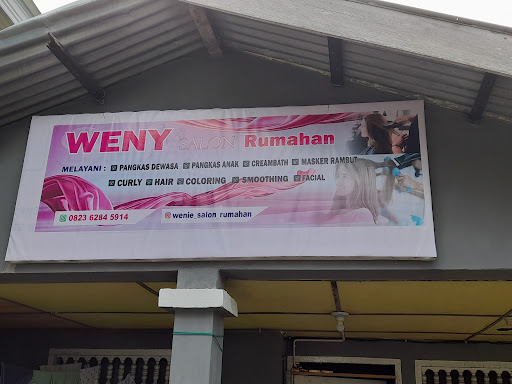 WENY SALON Rumahan
MELAYANI : PANGKAS DEWASA PANGKAS ANAK CREAMBATH MASKER RAMBUT
CURLY HAIR COLORING SMOOTHING FACIAL
0823 6284 5914 wenie_salon rumahan